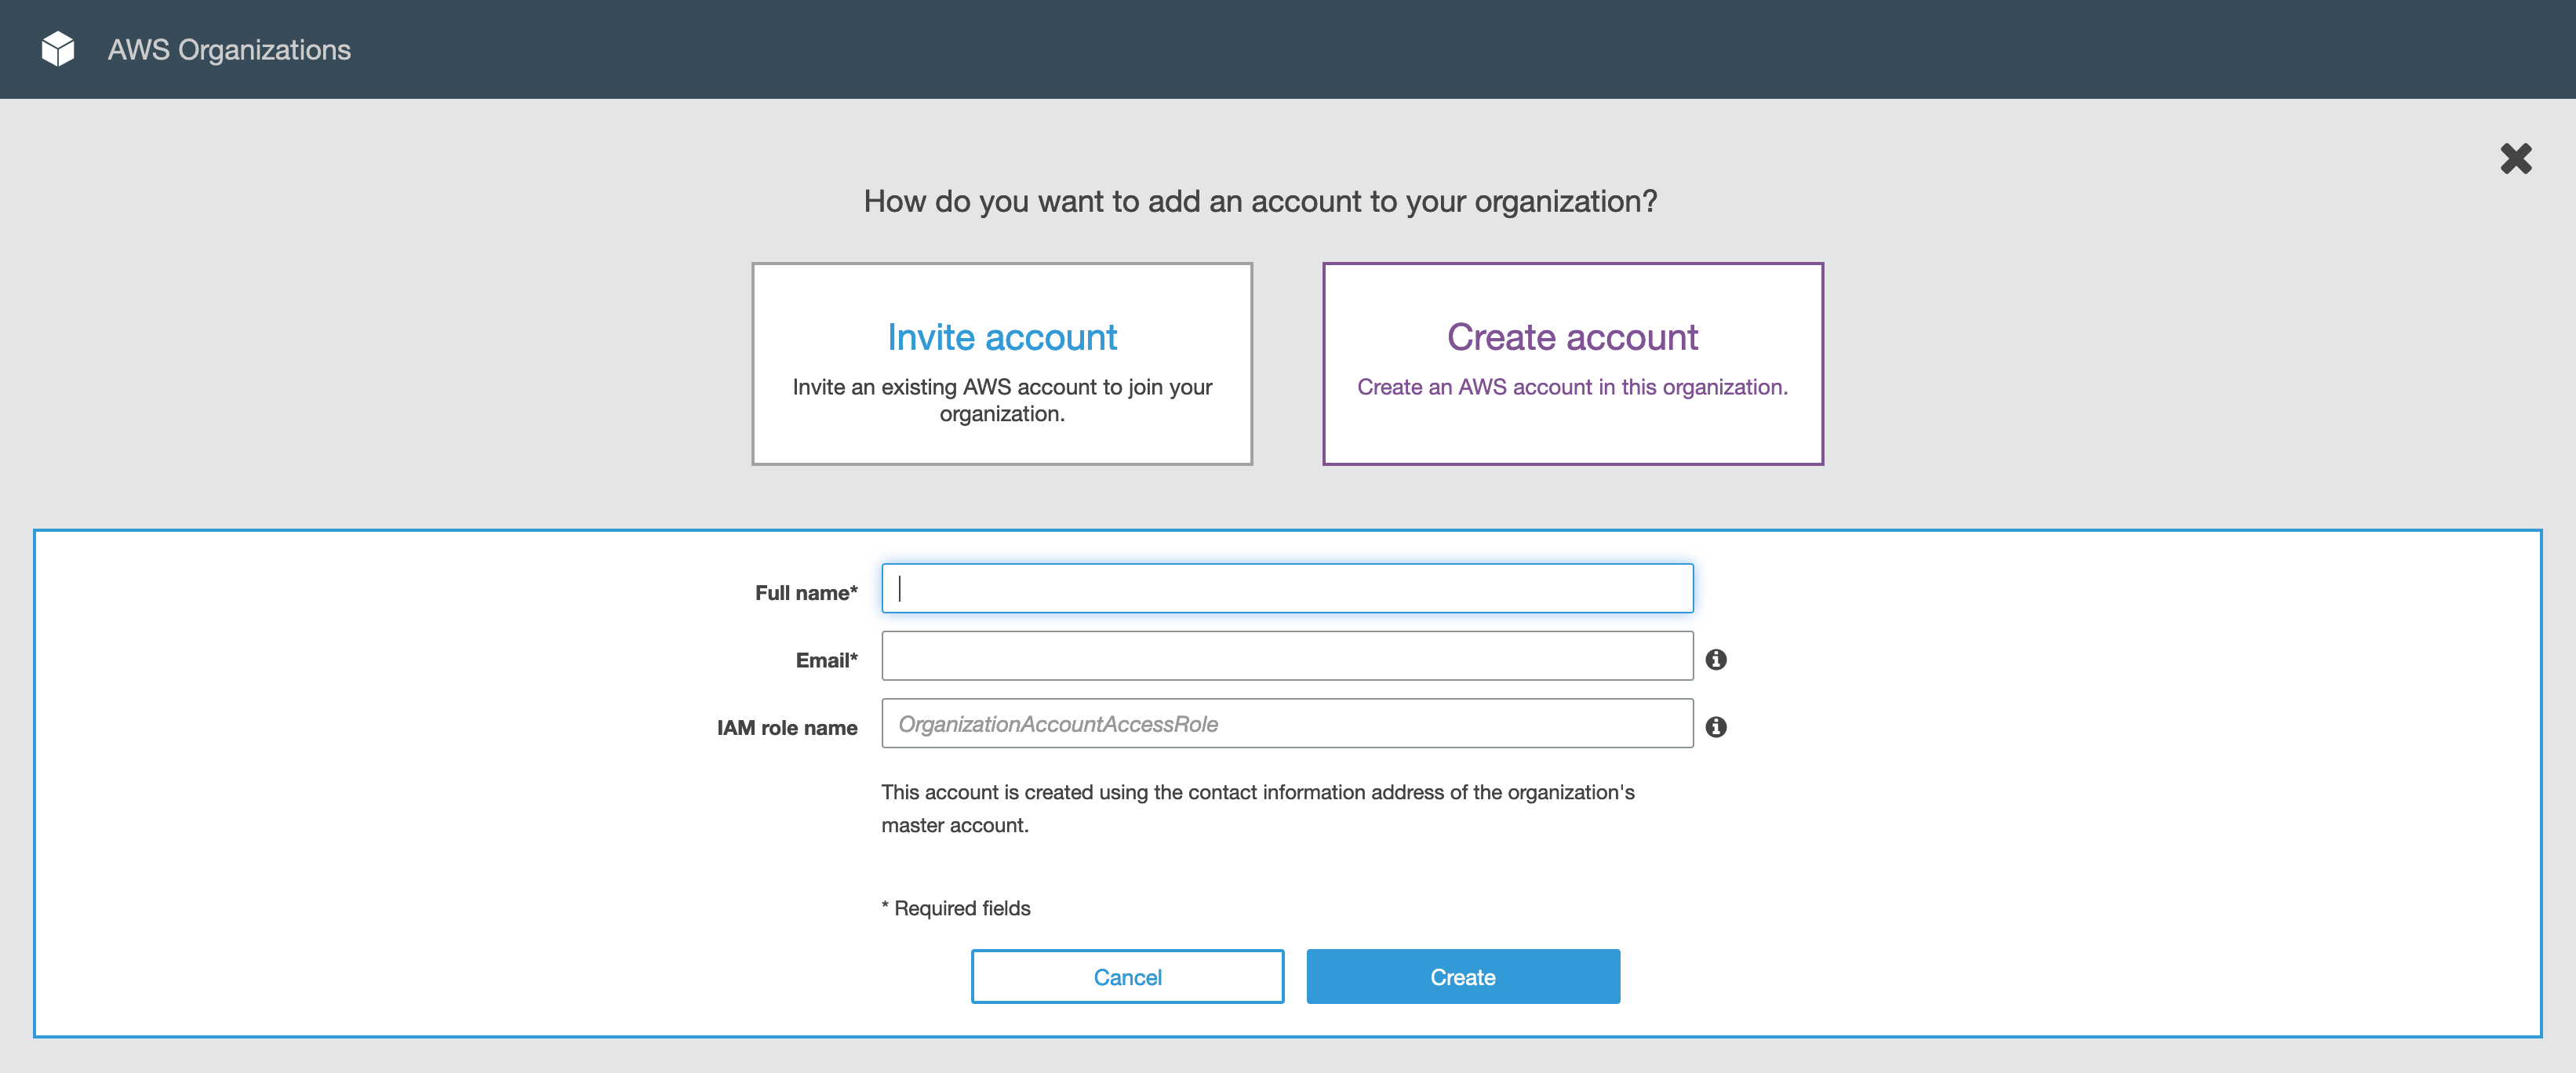 AWS Organizations
How do you want to add an account to your organization?
Invite account
Invite an existing AWS account to join your
organization.
Create account
Create an AWS account in this organization.
Full name*
Email*
IAM role name
OrganizationAccountAccessRole
This account is created using the contact information address of the organization's
master account.
* Required fields
Cancel
Create